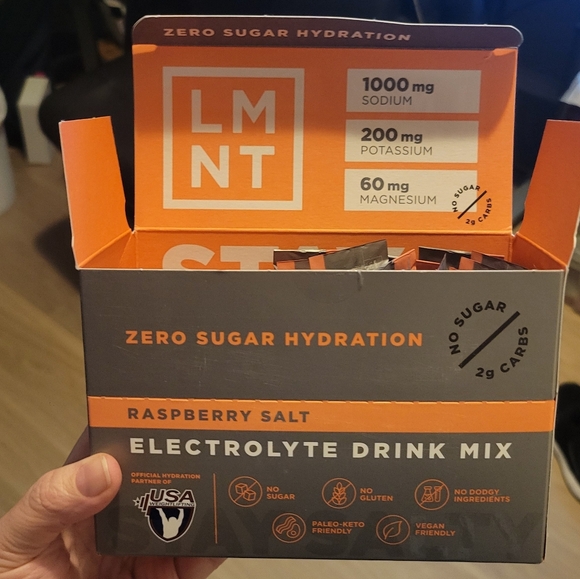 ZERO SUGAR HYDRATION
LM
NT
1000 mg
SODIUM
200 mg
POTASSIUM
60 mg
MAGNESIUM
NO SUGAR
2g CARBS
ZERO SUGAR HYDRATION
NO SUGAR
2g CARBS
RASPBERRY SALT
ELECTROLYTE DRINK MIX
OFFICIAL HYDRATION
PARTNER OF
USA
WEIGHTLIFTING
NO
SUGAR
NO
GLUTEN
NO DODGY
INGREDIENTS
PALEO-KETO
FRIENDLY
VEGAN
FRIENDLY